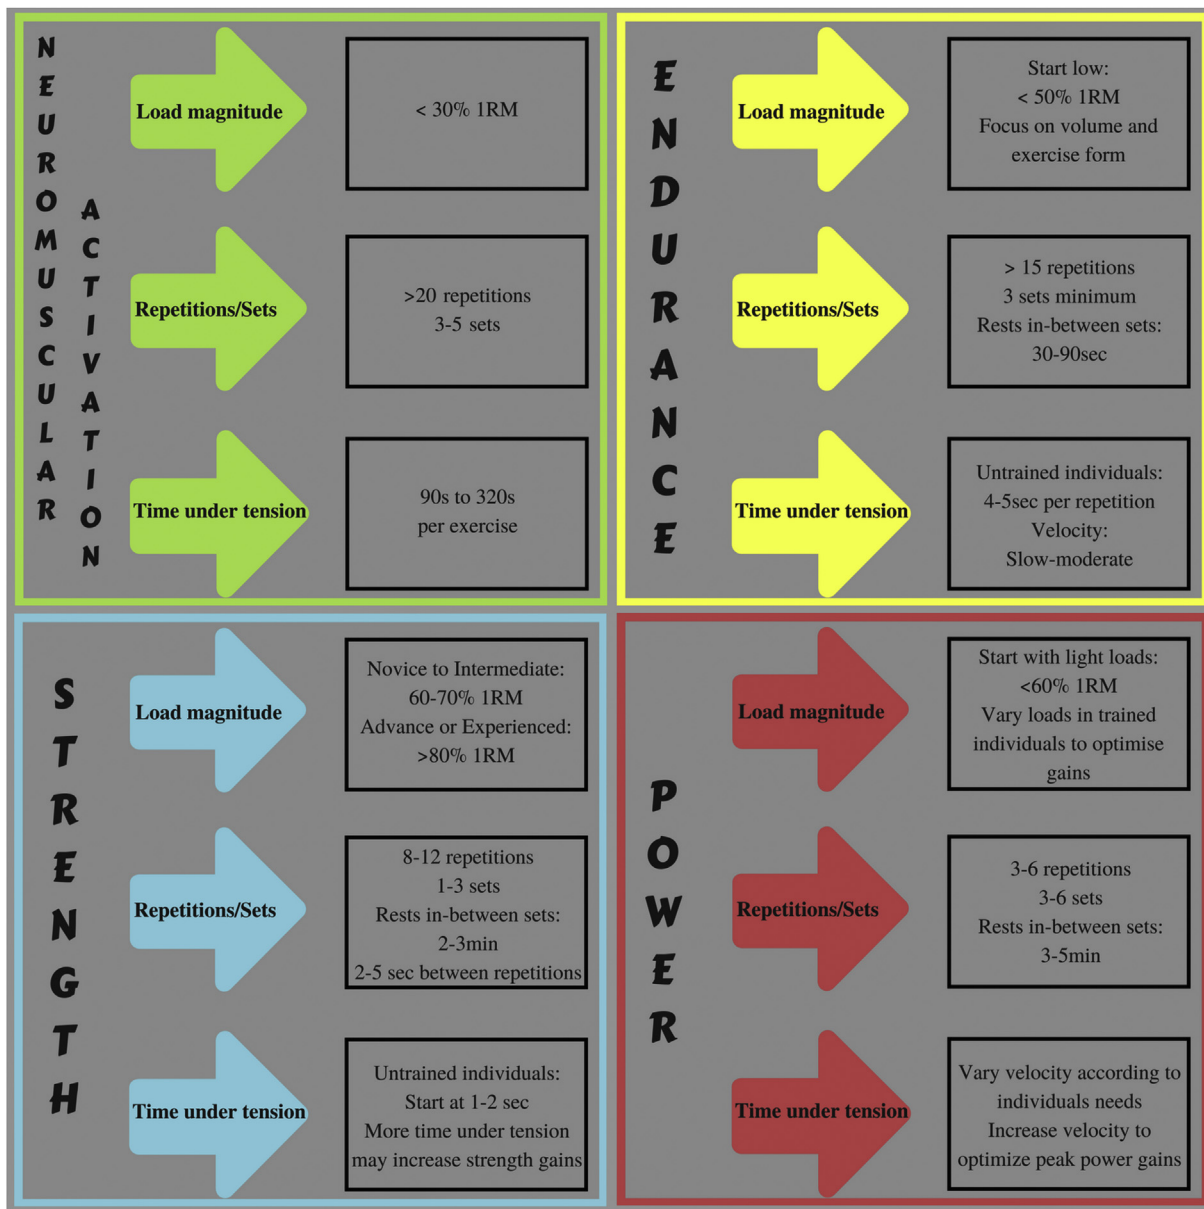 NEUROMUSCULAR
ACTIVATION
Load magnitude
< 30% 1RM
Repetitions/Sets
>20 repetitions
3-5 sets
Time under tension
90s to 320s
per exercise
ENDURANCE
Load magnitude
Start low:
< 50% 1RM
Focus on volume and
exercise form
Repetitions/Sets
> 15 repetitions
3 sets minimum
Rests in-between sets:
30-90sec
Time under tension
Untrained individuals:
4-5sec per repetition
Velocity:
Slow-moderate
STRENGTH
Load magnitude
Novice to Intermediate:
60-70% 1RM
Advance or Experienced:
>80% 1RM
Repetitions/Sets
8-12 repetitions
1-3 sets
Rests in-between sets:
2-3min
2-5 sec between repetitions
Time under tension
Untrained individuals:
Start at 1-2 sec
More time under tension
may increase strength gains
POWER
Load magnitude
Start with light loads:
<60% 1RM
Vary loads in trained
individuals to optimise
gains
Repetitions/Sets
3-6 repetitions
3-6 sets
Rests in-between sets:
3-5min
Time under tension
Vary velocity according to
individuals needs
Increase velocity to
optimize peak power gains